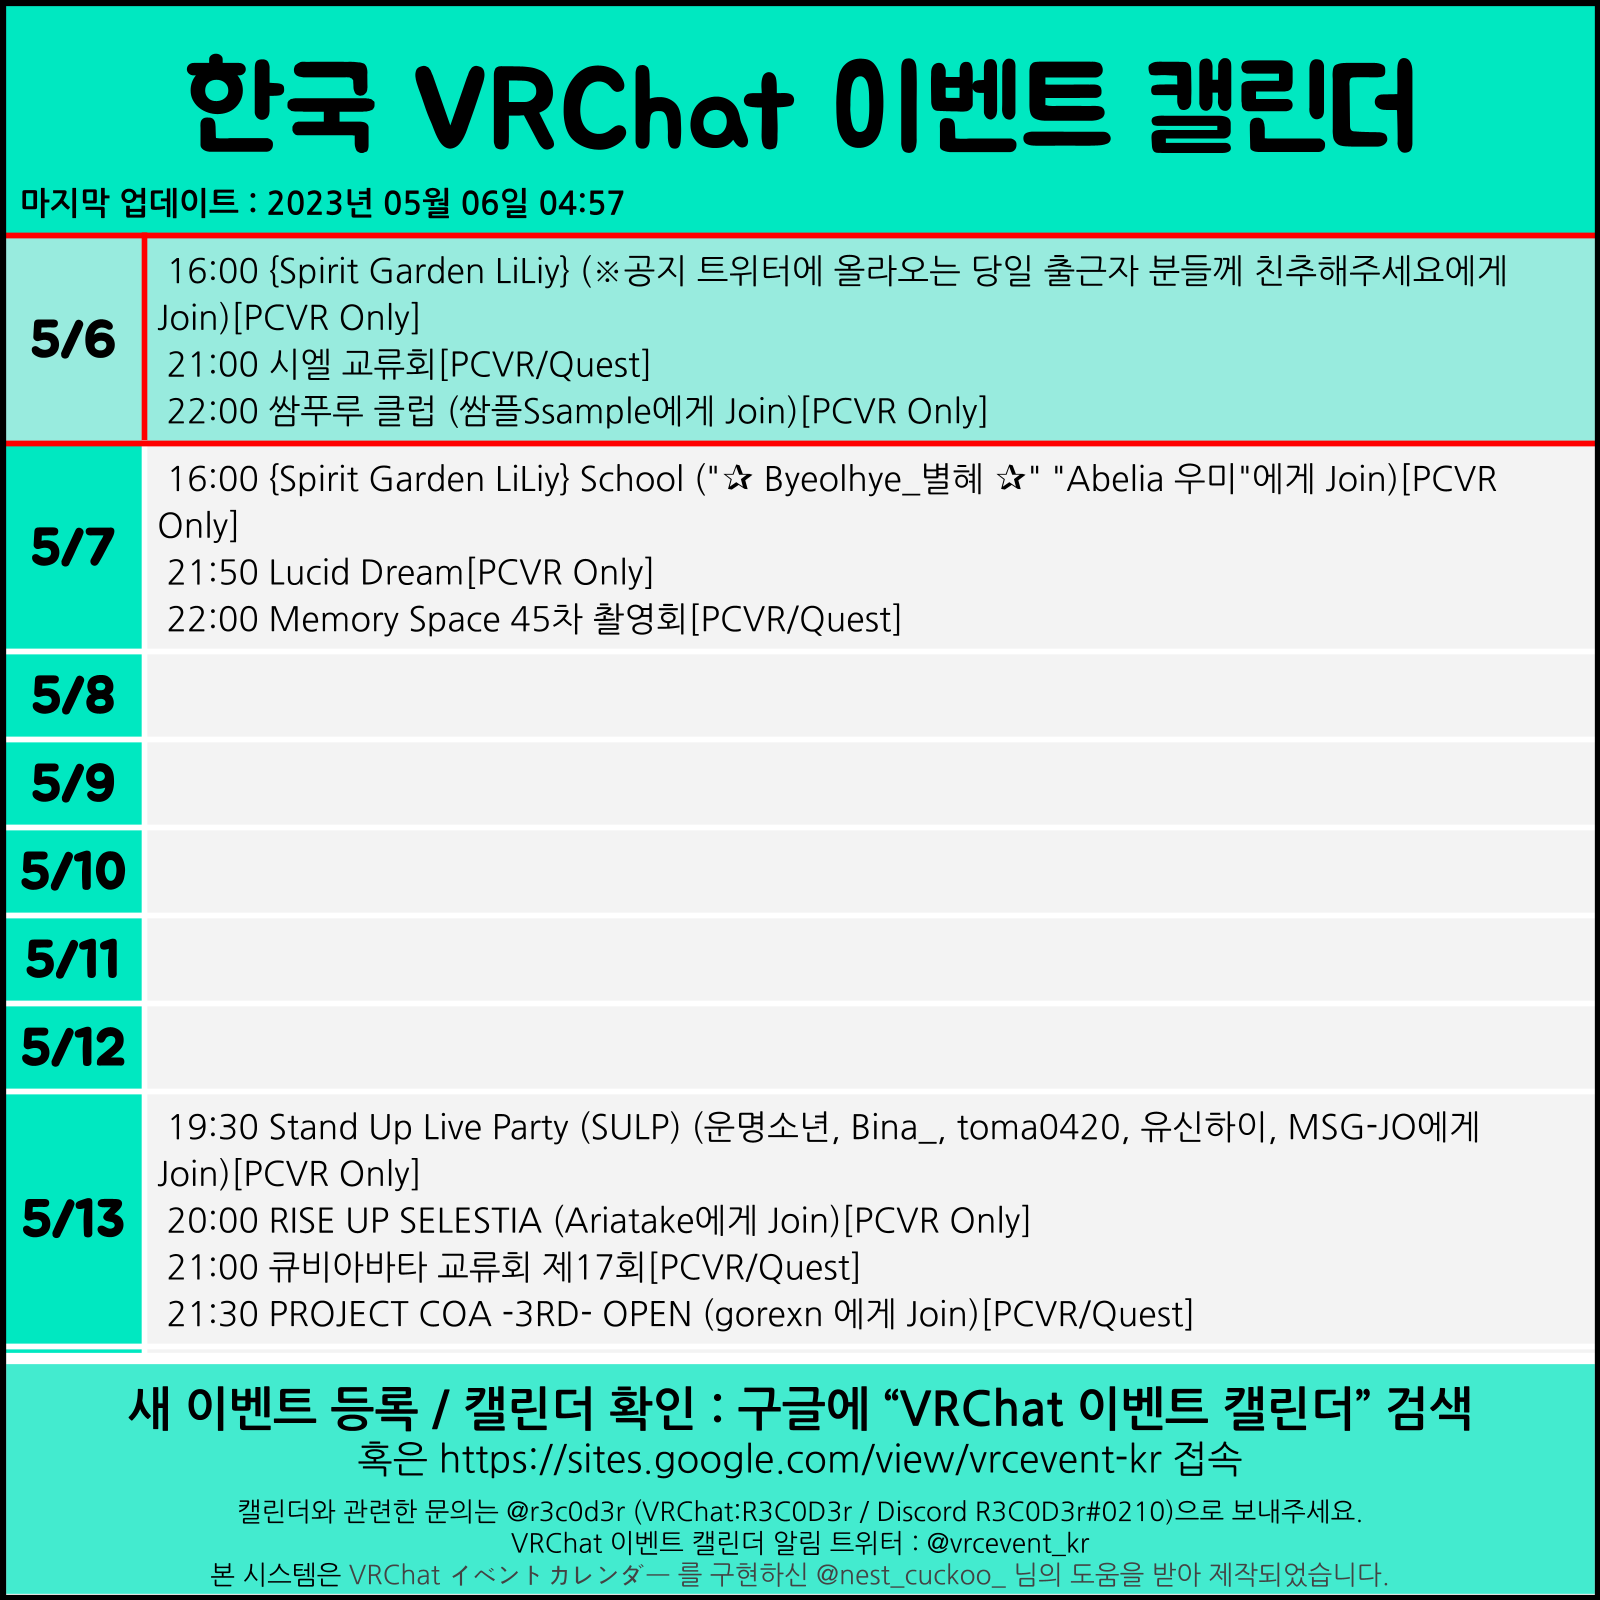 한국 VRChat 이벤트 캘린더
마지막 업데이트 : 2023년 05월 06일 04:57
5/6
16:00 {Spirit Garden LiLiy} (※공지 트위터에 올라오는 당일 출근자 분들께 친추해주세요에게
Join)[PCVR Only]
21:00 시엘 교류회[PCVR/Quest]
22:00 쌈푸루 클럽 (쌈플Ssample에게 Join)[PCVR Only]
5/7
16:00 {Spirit Garden LiLiy} School ("✰ Byeolhye_별혜 ✰" "Abelia 우미"에게 Join)[PCVR
Only]
21:50 Lucid Dream[PCVR Only]
22:00 Memory Space 45차 촬영회[PCVR/Quest]
5/8
5/9
5/10
5/11
5/12
5/13
19:30 Stand Up Live Party (SULP) (운명소년, Bina_, toma0420, 유신하이, MSG-JO에게
Join)[PCVR Only]
20:00 RISE UP SELESTIA (Ariatake에게 Join)[PCVR Only]
21:00 큐비아바타 교류회 제17회[PCVR/Quest]
21:30 PROJECT COA -3RD- OPEN (gorexn 에게 Join)[PCVR/Quest]
새 이벤트 등록 / 캘린더 확인 : 구글에 “VRChat 이벤트 캘린더” 검색
혹은 https://sites.google.com/view/vrcevent-kr 접속
캘린더와 관련한 문의는 @r3c0d3r (VRChat:R3C0D3r / Discord R3C0D3r#0210)으로 보내주세요.
VRChat 이벤트 캘린더 알림 트위터 : @vrcevent_kr
본 시스템은 VRChat イベントカレンダー 를 구현하신 @nest_cuckoo_ 님의 도움을 받아 제작되었습니다.